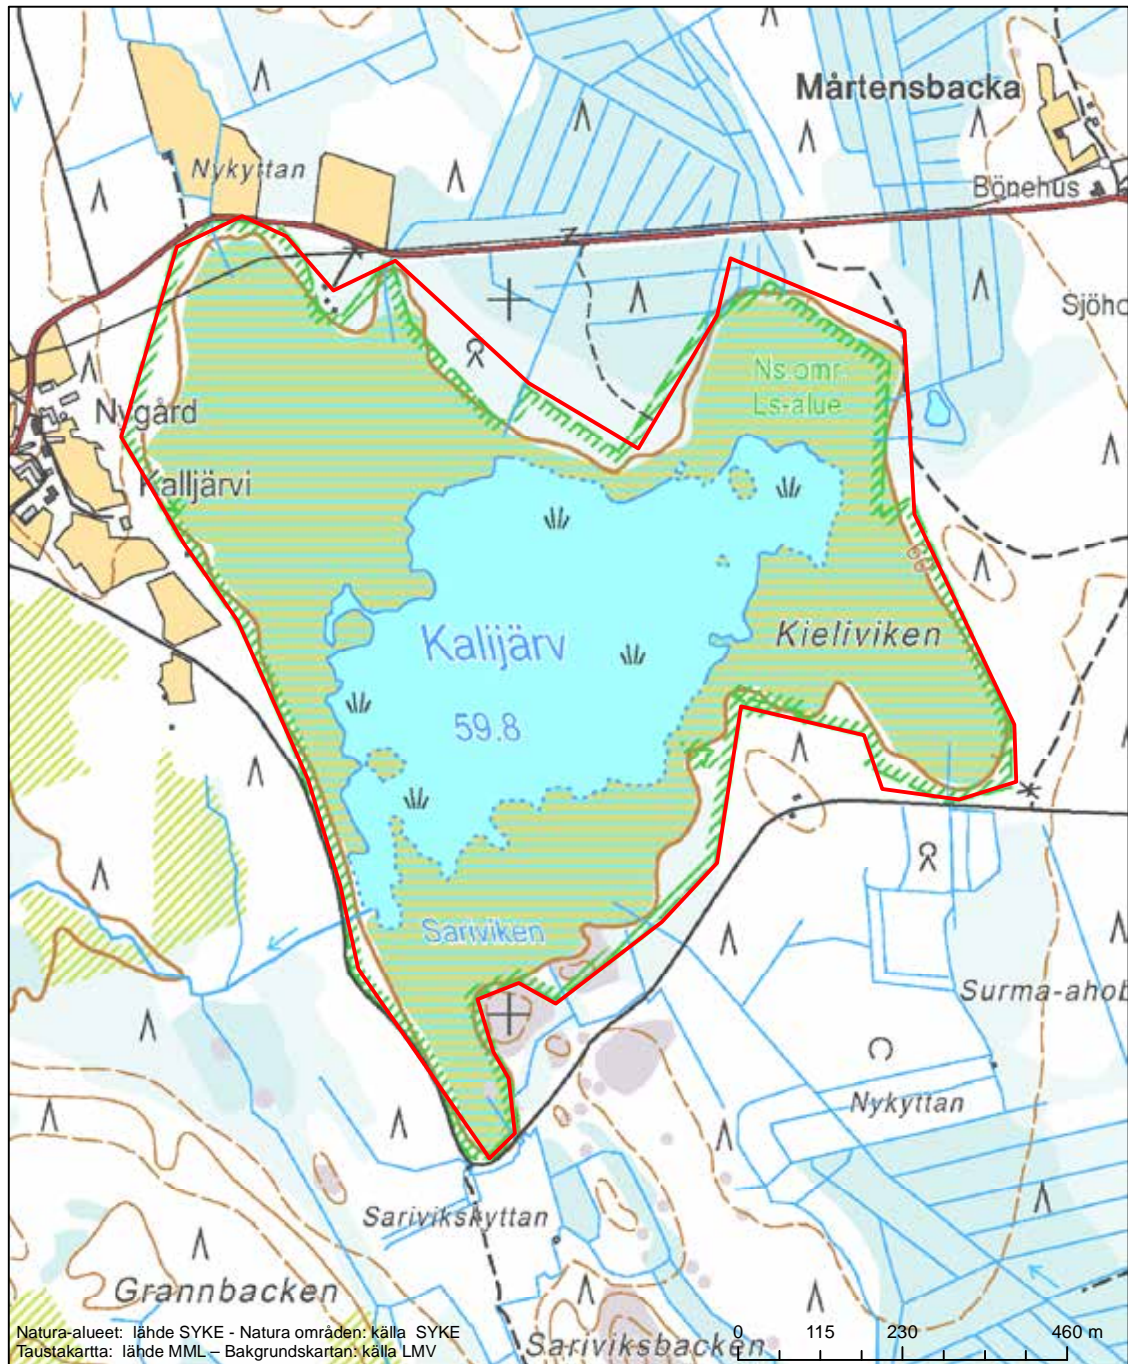 Mårtensbacka
Nykyttan
Bönehus
Sjöho
Ns.omr.
Ls-alue
Nygård
Kalljärvi
66
Kalijärv
Kieliviken
59.8
Sariviken
Surma-ahob
Nykyttan
Sarivikskyttan
Grannbacken
Sariviksbacken
Natura-alueet: lähde SYKE - Natura områden: källa SYKE
Taustakartta: lähde MML – Bakgrundskartan: källa LMV
0 115 230 460 m